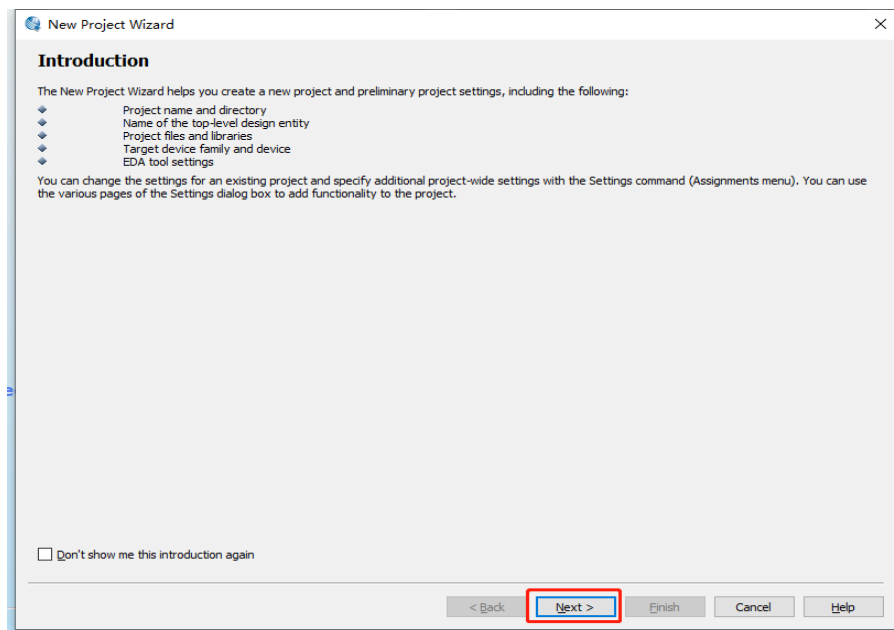 New Project Wizard
Introduction
The New Project Wizard helps you create a new project and preliminary project settings, including the following:
Project name and directory
Name of the top-level design entity
Project files and libraries
Target device family and device
EDA tool settings
You can change the settings for an existing project and specify additional project-wide settings with the Settings command (Assignments menu). You can use
the various pages of the Settings dialog box to add functionality to the project.
Don't show me this introduction again
< Back Next > Finish Cancel Help